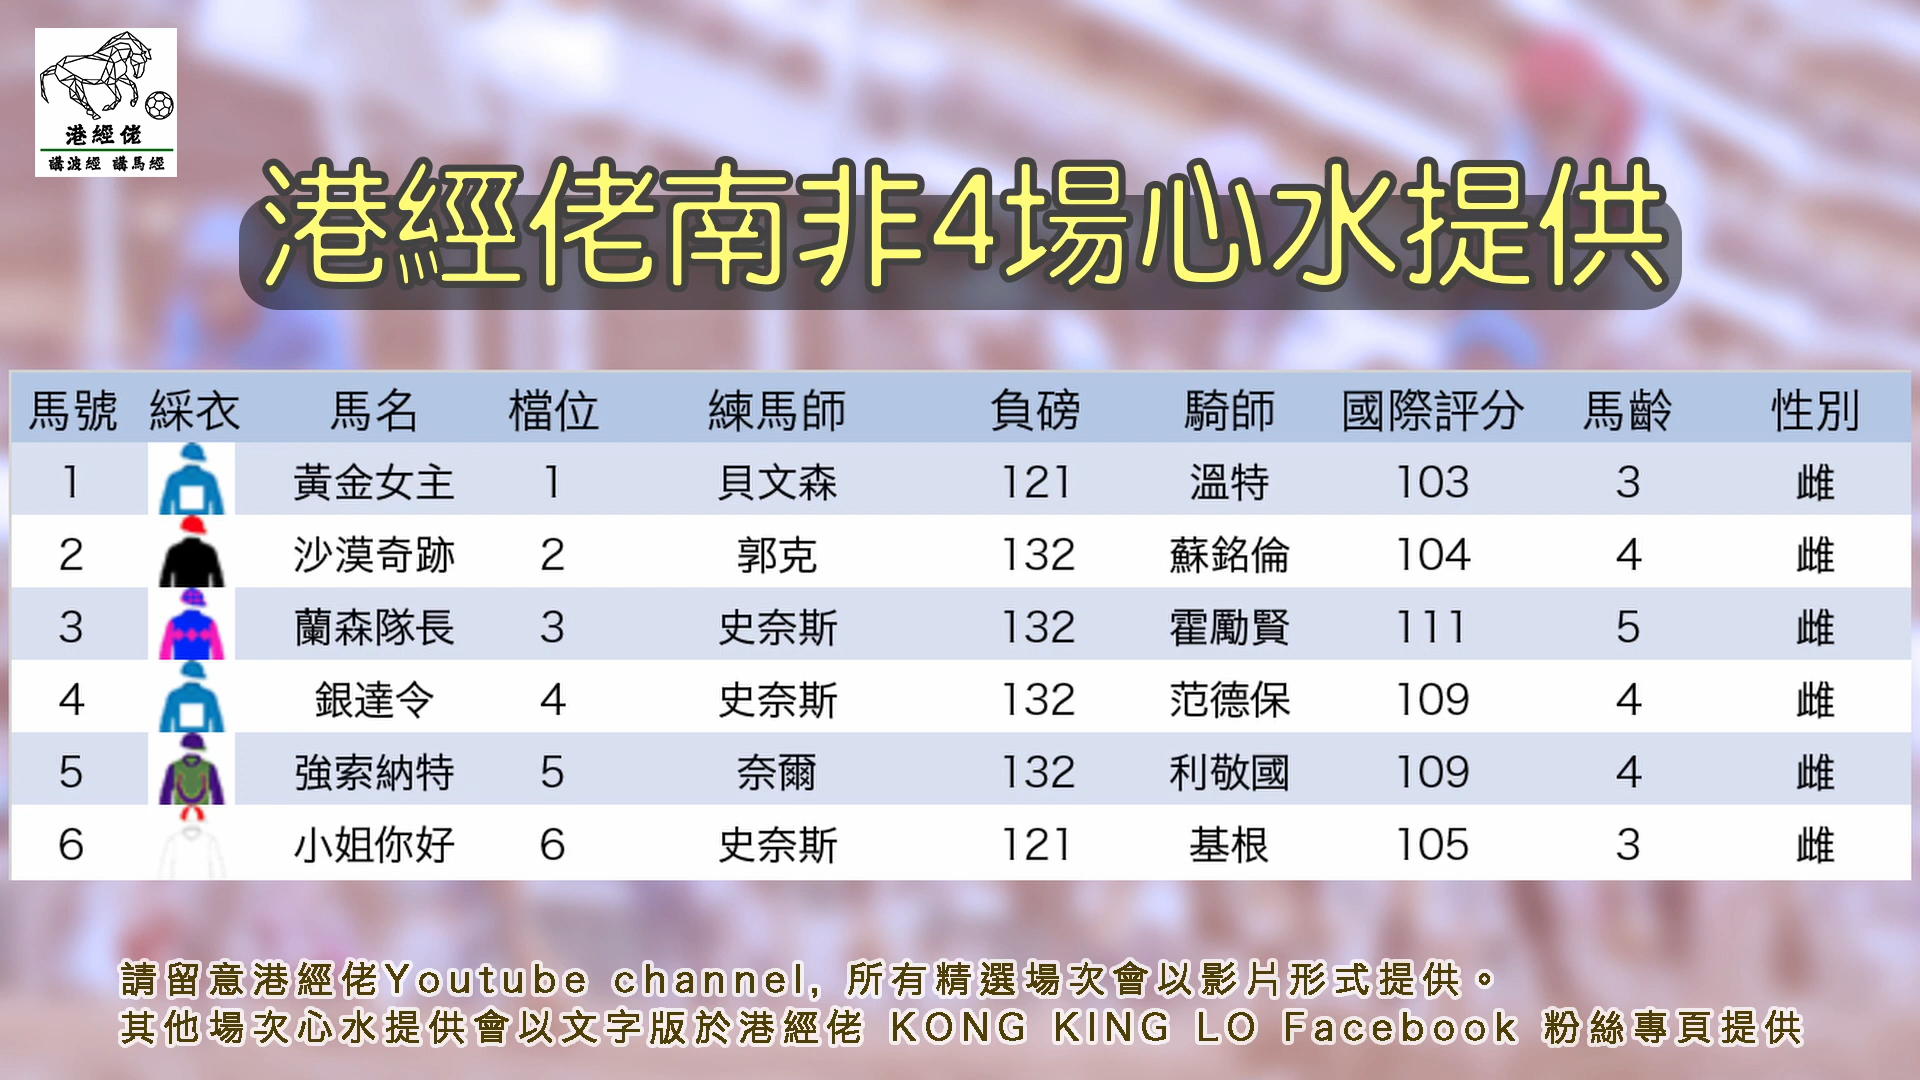 港經佬
講波經 講馬經
港經佬南非4場心水提供
馬號 綵衣 馬名 檔位 練馬師 負磅 騎師 國際評分 馬齡 性別
1 黃金女主 1 貝文森 121 溫特 103 3 雌
2 沙漠奇跡 2 郭克 132 蘇銘倫 104 4 雌
3 蘭森隊長 3 史奈斯 132 霍勵賢 111 5 雌
4 銀達令 4 史奈斯 132 范德保 109 4 雌
5 強索納特 5 奈爾 132 利敬國 109 4 雌
6 小姐你好 6 史奈斯 121 基根 105 3 雌
請留意港經佬Youtube channel, 所有精選場次會以影片形式提供。
其他場次心水提供會以文字版於港經佬 KONG KING LO Facebook 粉絲專頁提供